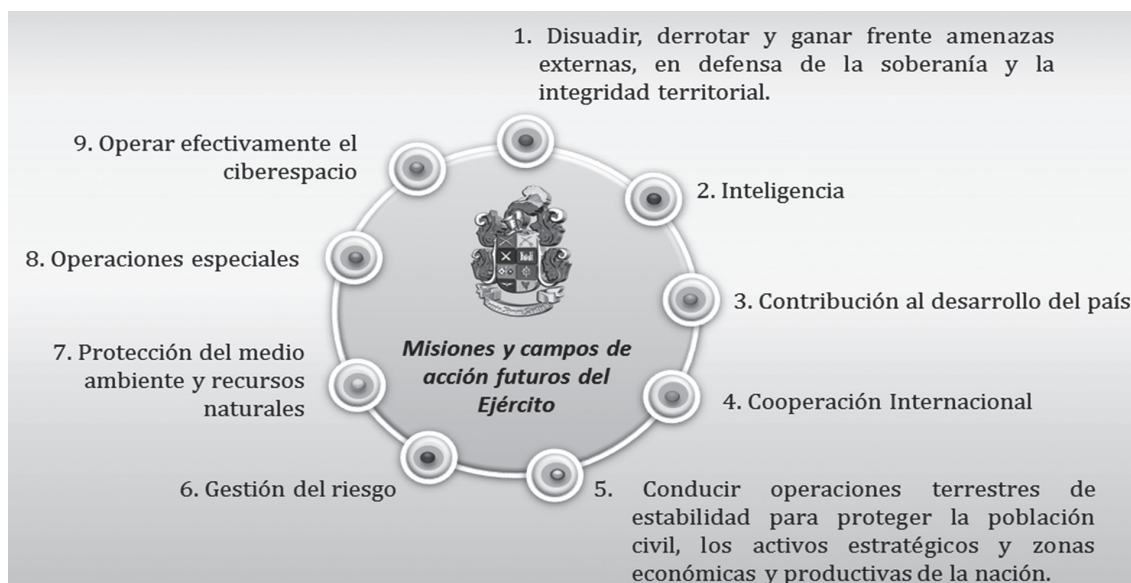 1. Disuadir, derrotar y ganar frente amenazas
externas, en defensa de la soberanía y la
integridad territorial.
9. Operar efectivamente el
ciberespacio
2. Inteligencia
8. Operaciones especiales
3. Contribución al desarrollo del país
Misiones y campos de
acción futuros del
Ejército
7. Protección del medio
ambiente y recursos
naturales
4. Cooperación Internacional
6. Gestión del riesgo
5. Conducir operaciones terrestres de
estabilidad para proteger la población
civil, los activos estratégicos y zonas
económicas y productivas de la nación.